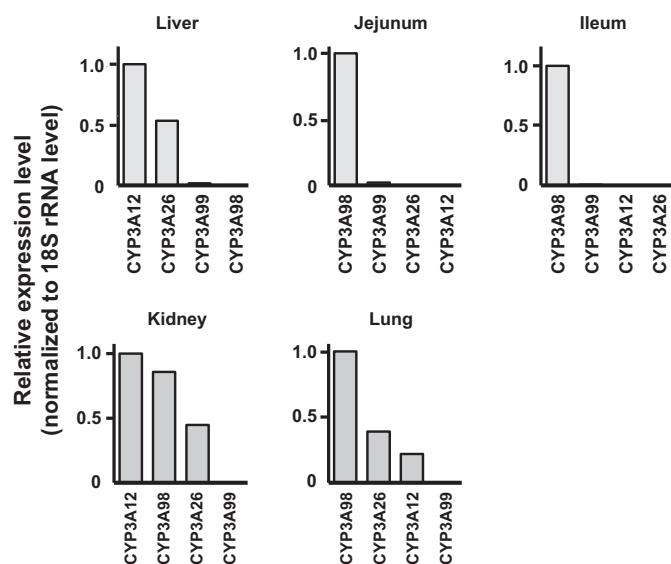 Liver
Jejunum
Ileum
Relative expression level
(normalized to 18S rRNA level)
1.0
0.5
0
CYP3A12
CYP3A26
CYP3A99
CYP3A98
1.0
0.5
0
CYP3A98
CYP3A99
CYP3A26
CYP3A12
1.0
0.5
0
CYP3A98
CYP3A99
CYP3A12
CYP3A26
Kidney
Lung
1.0
0.5
0
CYP3A12
CYP3A98
CYP3A26
CYP3A99
1.0
0.5
0
CYP3A98
CYP3A26
CYP3A12
CYP3A99